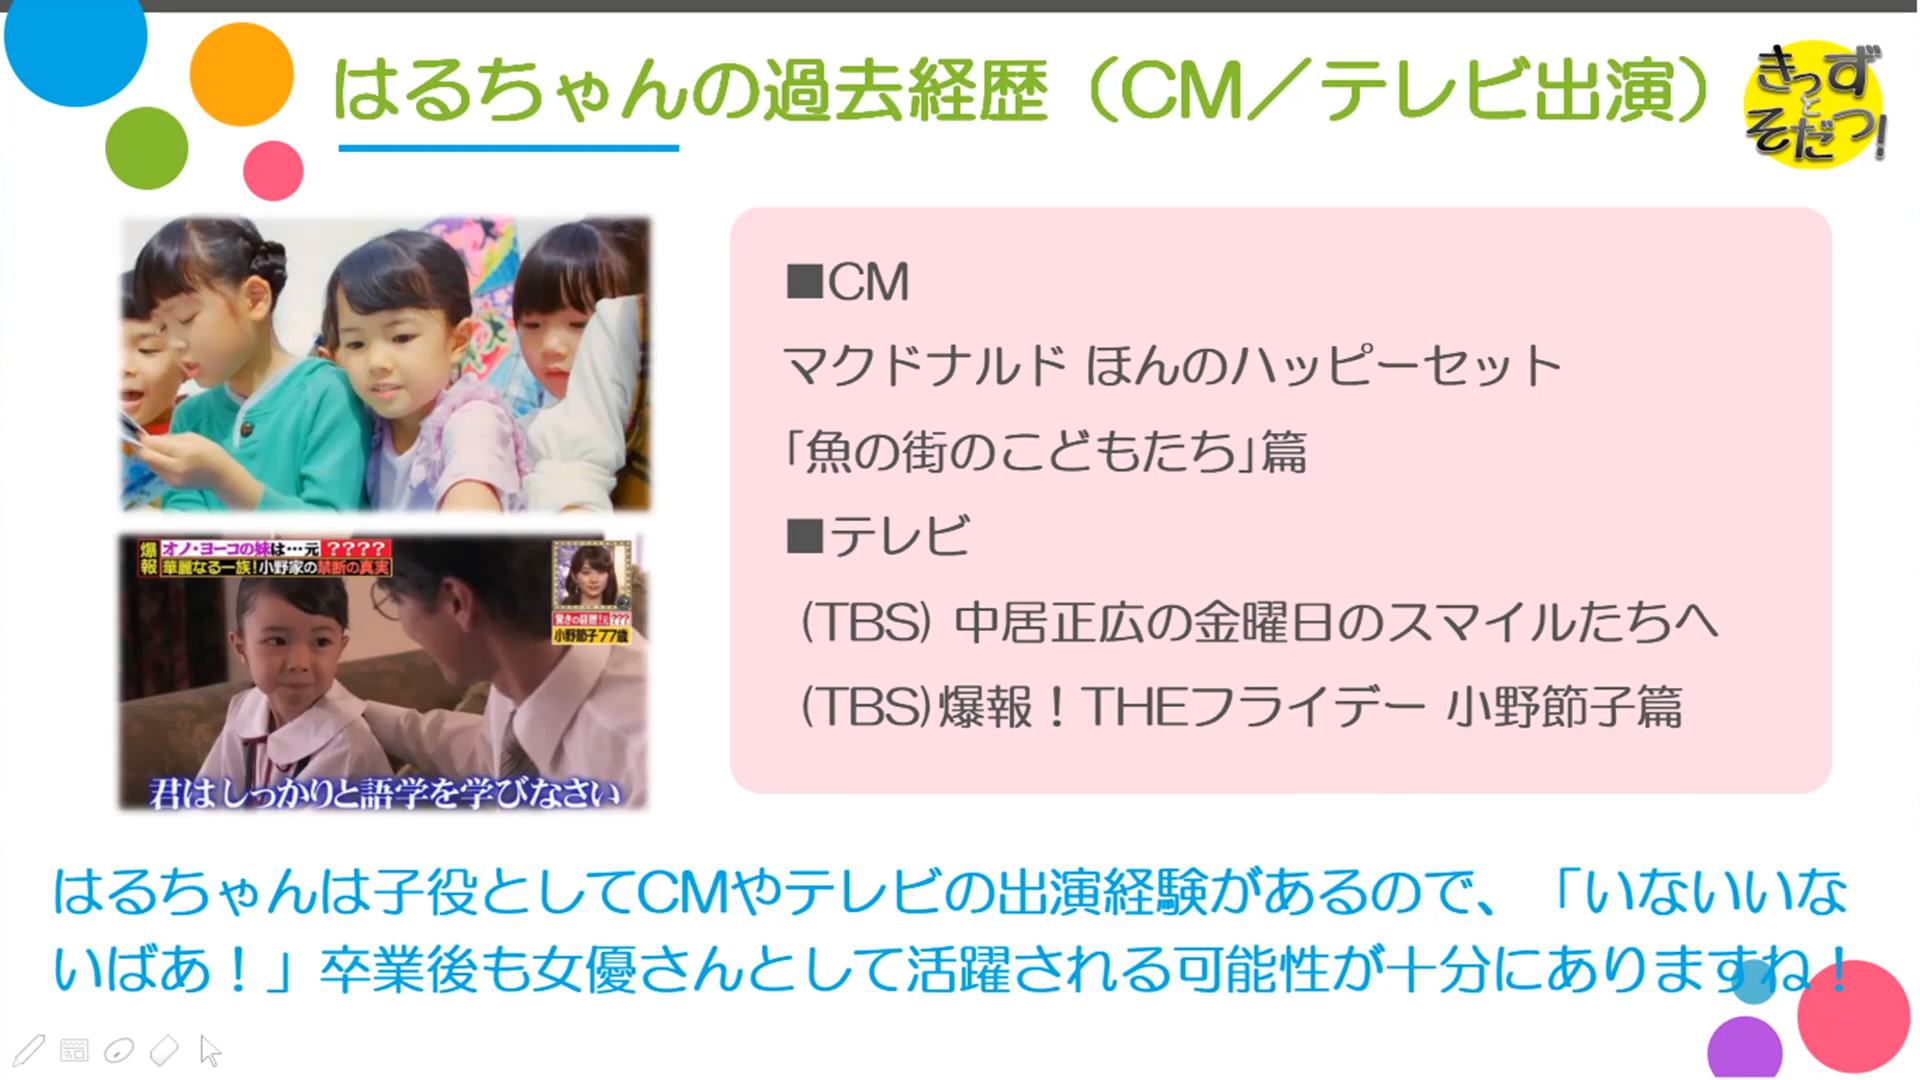 はるちゃんの過去経歴（CM／テレビ出演）
きっず
と
そだつ！
■CM
マクドナルド ほんのハッピーセット
「魚の街のこどもたち」篇
■テレビ
(TBS) 中居正広の金曜日のスマイルたちへ
(TBS)爆報！THEフライデー 小野節子篇
爆報
オノ・ヨーコの妹は…元 ????
華麗なる一族！小野家の禁断の真実
小野節子 77歳
君はしっかりと語学を学びなさい
はるちゃんは子役としてCMやテレビの出演経験があるので、「いないいな
いばあ！」卒業後も女優さんとして活躍される可能性が十分にありますね！